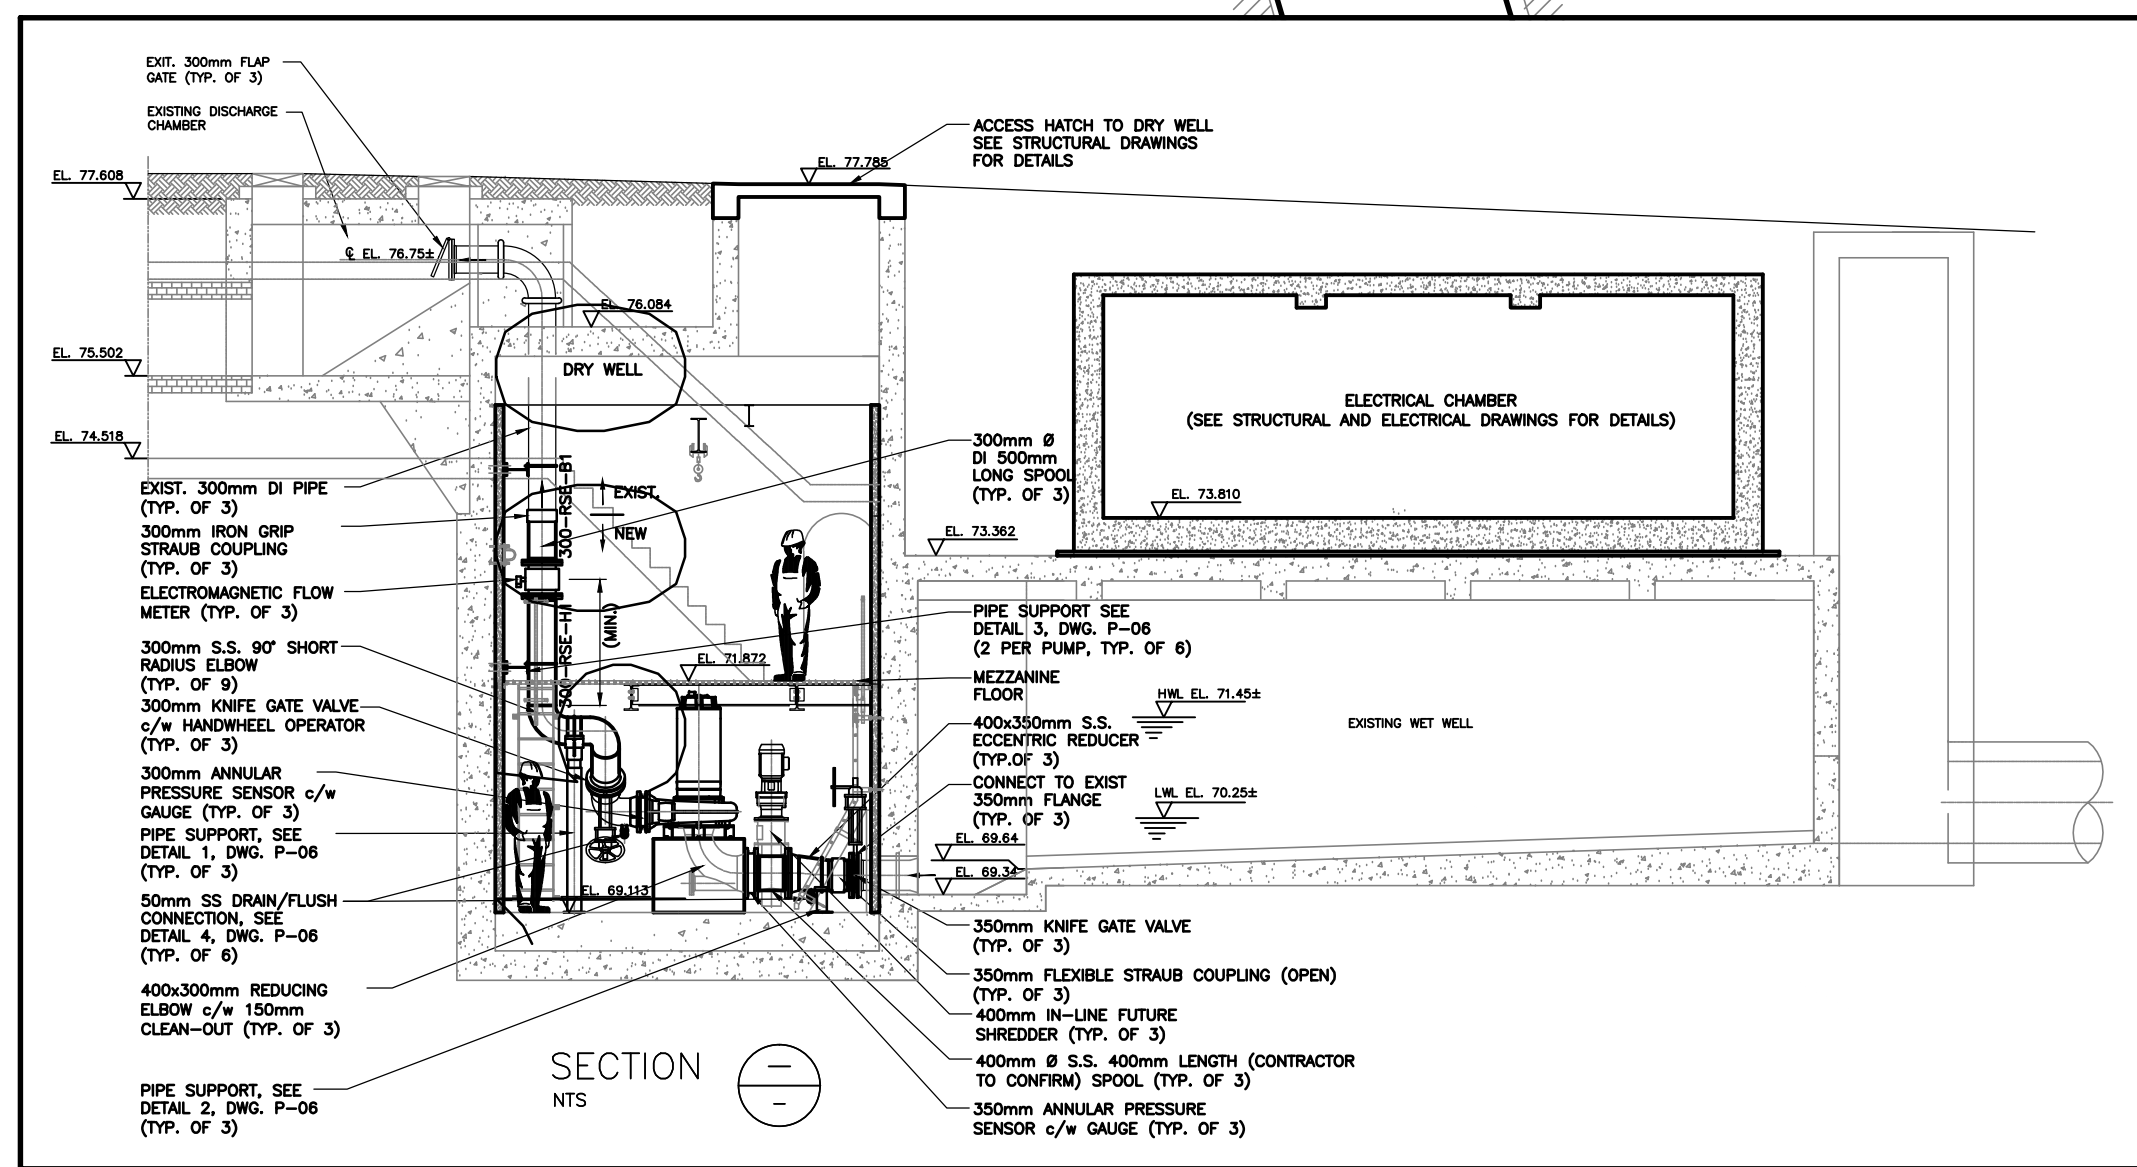 EXIT. 300mm FLAP
GATE (TYP. OF 3)
EXISTING DISCHARGE
CHAMBER
ACCESS HATCH TO DRY WELL
SEE STRUCTURAL DRAWINGS
FOR DETAILS
EL. 77.785
EL. 77.608
℄ EL. 76.75±
EL. 76.084
EL. 75.502
DRY WELL
EL. 74.518
ELECTRICAL CHAMBER
(SEE STRUCTURAL AND ELECTRICAL DRAWINGS FOR DETAILS)
EL. 73.810
EL. 73.362
EXIST. 300mm DI PIPE
(TYP. OF 3)
300mm IRON GRIP
STRAUB COUPLING
(TYP. OF 3)
ELECTROMAGNETIC FLOW
METER (TYP. OF 3)
300mm S.S. 90° SHORT
RADIUS ELBOW
(TYP. OF 9)
300mm KNIFE GATE VALVE
c/w HANDWHEEL OPERATOR
(TYP. OF 3)
300mm ANNULAR
PRESSURE SENSOR c/w
GAUGE (TYP. OF 3)
PIPE SUPPORT, SEE
DETAIL 1, DWG. P-06
(TYP. OF 3)
50mm SS DRAIN/FLUSH
CONNECTION, SEE
DETAIL 4, DWG. P-06
(TYP. OF 6)
400x300mm REDUCING
ELBOW c/w 150mm
CLEAN-OUT (TYP. OF 3)
PIPE SUPPORT, SEE
DETAIL 2, DWG. P-06
(TYP. OF 3)
300-RSE-B1
EXIST.
NEW
300-RSE-H1
(MIN.)
EL. 71.872
EL. 69.113
300mm Ø
DI 500mm
LONG SPOOL
(TYP. OF 3)
PIPE SUPPORT SEE
DETAIL 3, DWG. P-06
(2 PER PUMP, TYP. OF 6)
MEZZANINE
FLOOR
400x350mm S.S.
ECCENTRIC REDUCER
(TYP.OF 3)
CONNECT TO EXIST
350mm FLANGE
(TYP. OF 3)
HWL EL. 71.45±
EXISTING WET WELL
LWL EL. 70.25±
EL. 69.64
EL. 69.34
350mm KNIFE GATE VALVE
(TYP. OF 3)
350mm FLEXIBLE STRAUB COUPLING (OPEN)
(TYP. OF 3)
400mm IN-LINE FUTURE
SHREDDER (TYP. OF 3)
400mm Ø S.S. 400mm LENGTH (CONTRACTOR
TO CONFIRM) SPOOL (TYP. OF 3)
350mm ANNULAR PRESSURE
SENSOR c/w GAUGE (TYP. OF 3)
SECTION
NTS
–
–